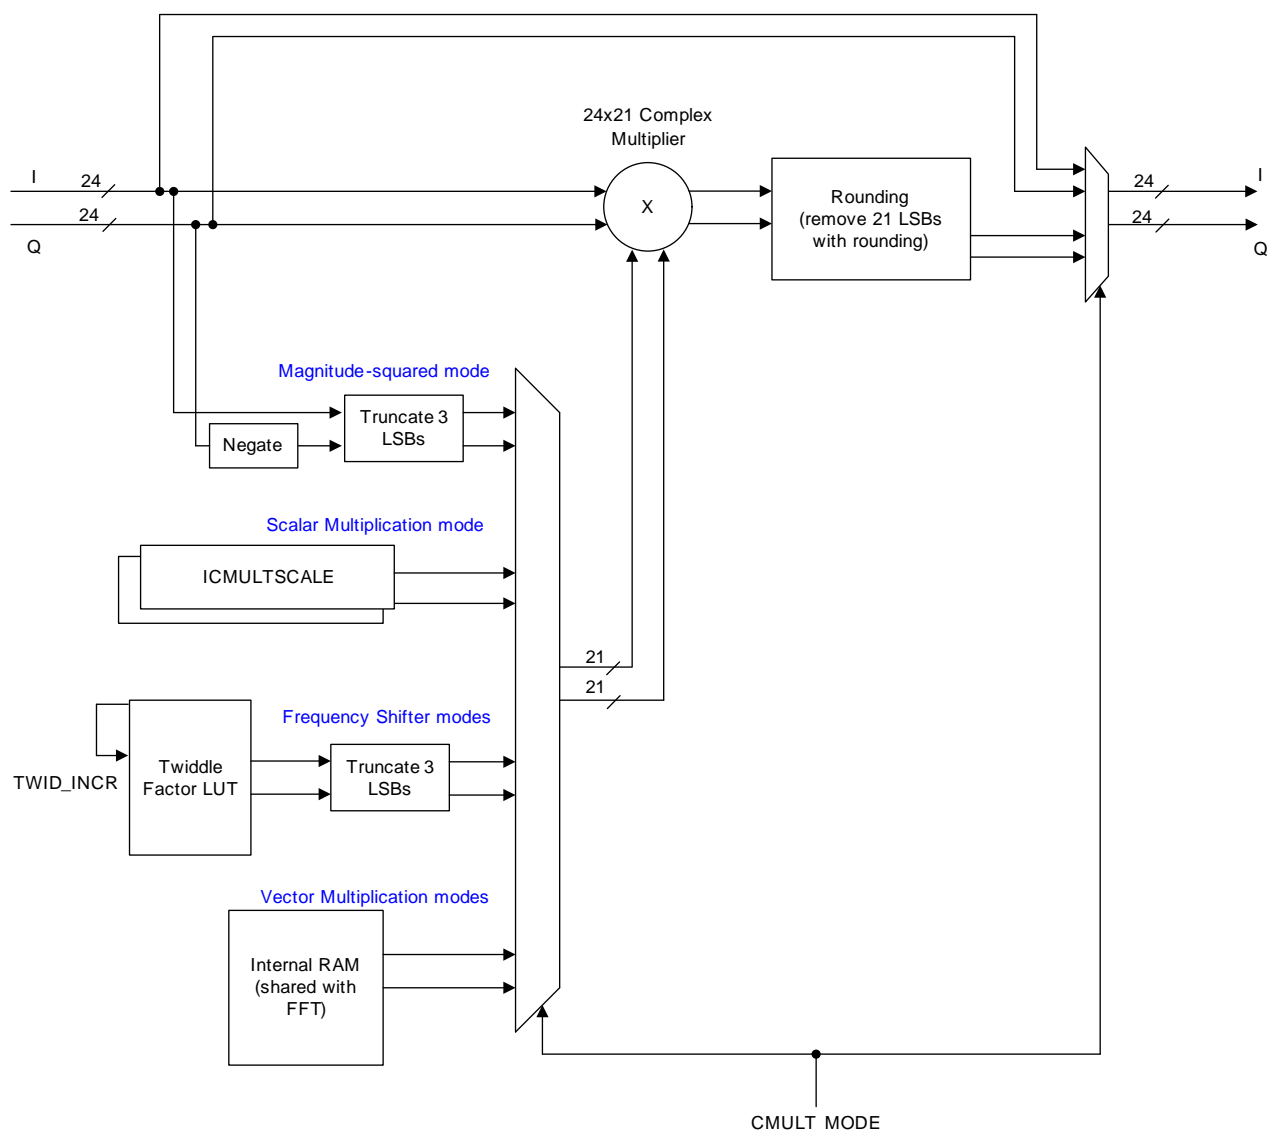 24x21 Complex
Multiplier
I
24
24
Q
X
Rounding
(remove 21 LSBs
with rounding)
24
I
24
Q
Magnitude-squared mode
Truncate 3
LSBs
Negate
Scalar Multiplication mode
ICMULTSCALE
21
21
Frequency Shifter modes
TWID_INCR
Twiddle
Factor LUT
Truncate 3
LSBs
Vector Multiplication modes
Internal RAM
(shared with
FFT)
CMULT MODE